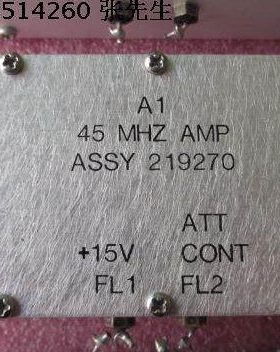 514260 张先生
A1
45 MHZ AMP
ASSY 219270
ATT
+15V CONT
FL1 FL2